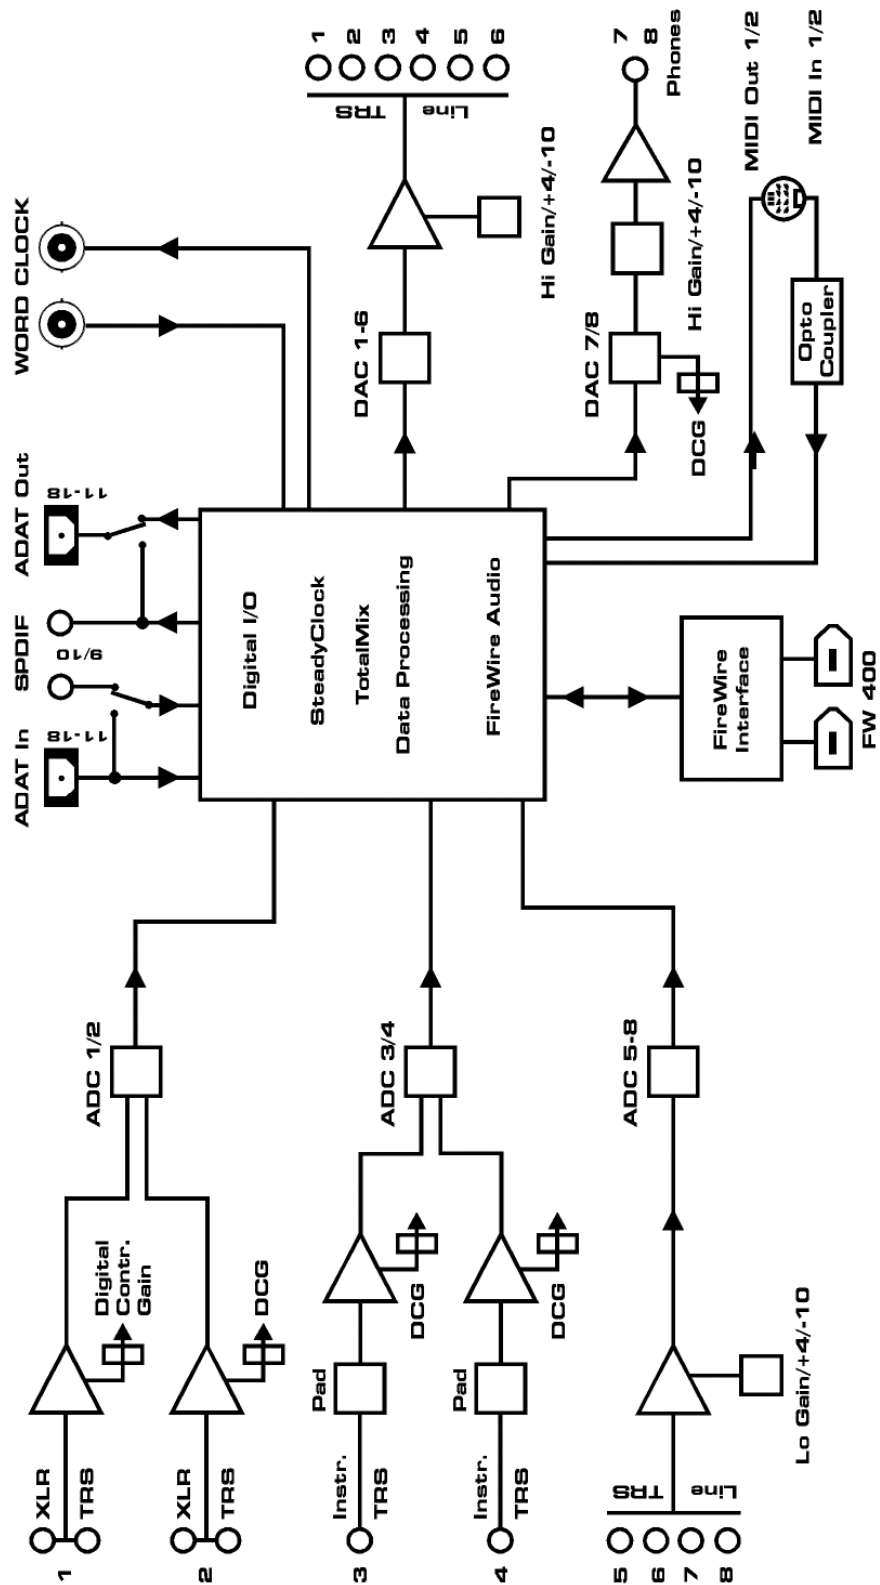 1
2
3
4
5
6
TRS
Line
Hi Gain/+4/-10
DAC 1-6
7
8
Phones
Hi Gain/+4/-10
DAC 7/8
DCG
MIDI Out 1/2
MIDI In 1/2
Opto
Coupler
WORD CLOCK
ADAT Out
11-18
SPDIF
9/10
ADAT In
11-18
Digital I/O
SteadyClock
TotalMix
Data Processing
FireWire Audio
FireWire
Interface
FW 400
ADC 1/2
Digital
Contr.
Gain
DCG
XLR
TRS
1
XLR
TRS
2
ADC 3/4
DCG
DCG
Pad
Pad
Instr.
TRS
3
Instr.
TRS
4
ADC 5-8
Lo Gain/+4/-10
TRS
Line
5
6
7
8